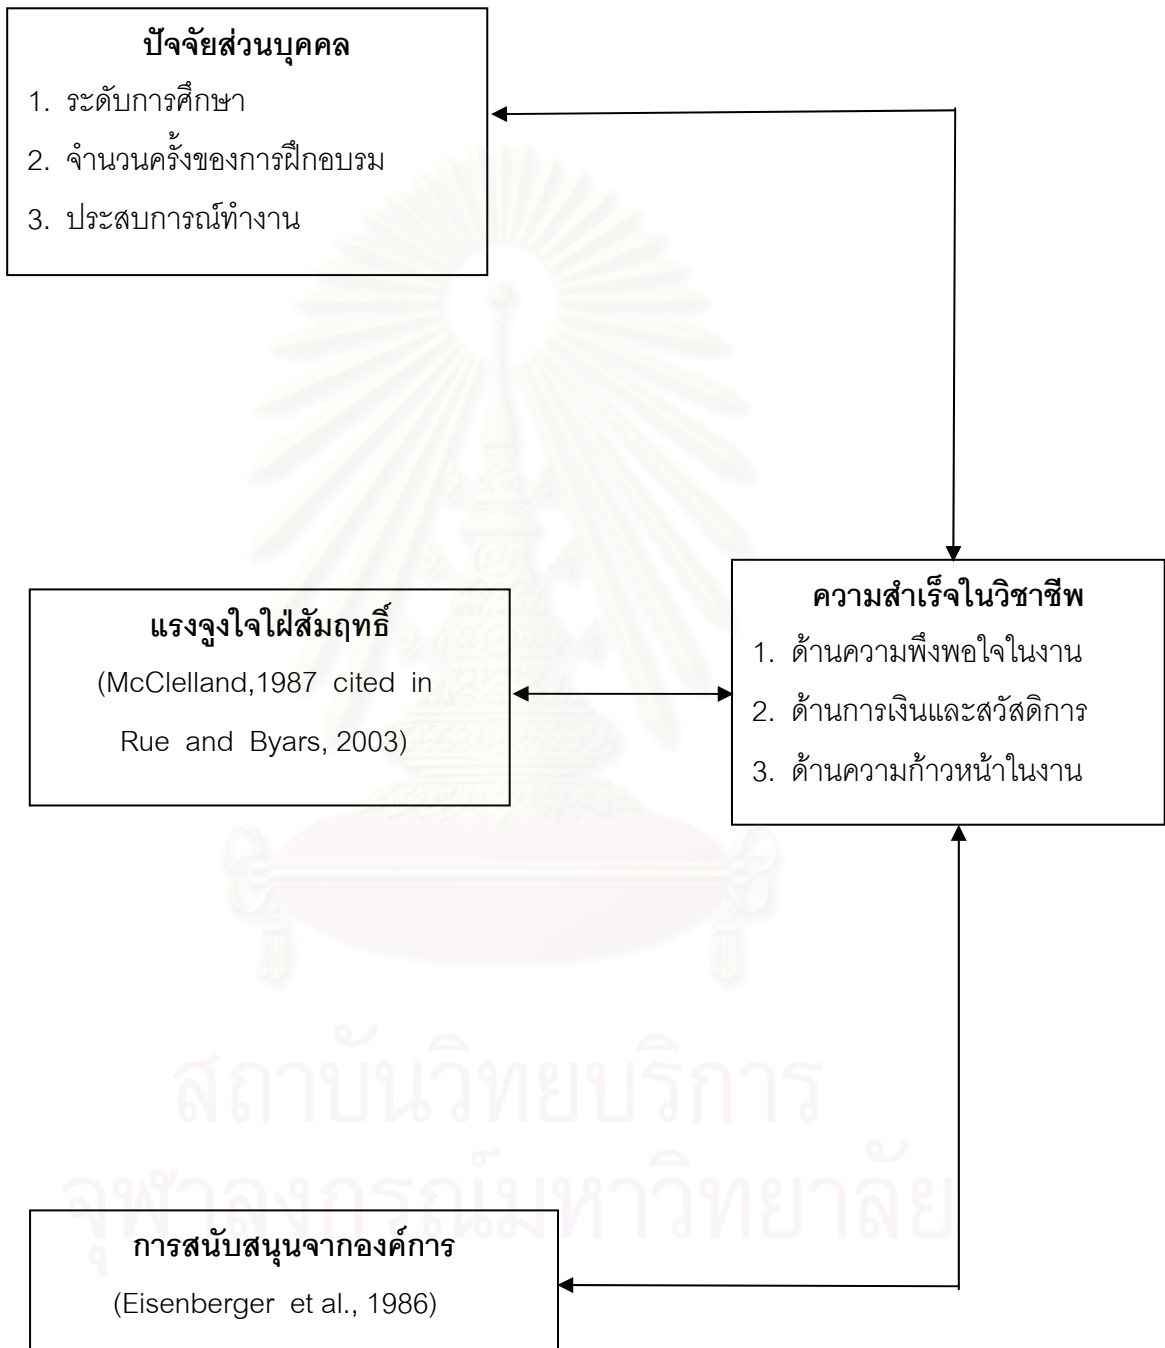 ปัจจัยส่วนบุคคล
1. ระดับการศึกษา
2. จำนวนครั้งของการฝึกอบรม
3. ประสบการณ์ทำงาน
แรงจูงใจใฝ่สัมฤทธิ์
(McClelland,1987 cited in
Rue and Byars, 2003)
ความสำเร็จในวิชาชีพ
1. ด้านความพึงพอใจในงาน
2. ด้านการเงินและสวัสดิการ
3. ด้านความก้าวหน้าในงาน
สถาบันวิทยบริการ
จุฬาลงกรณ์มหาวิทยาลัย
การสนับสนุนจากองค์การ
(Eisenberger et al., 1986)